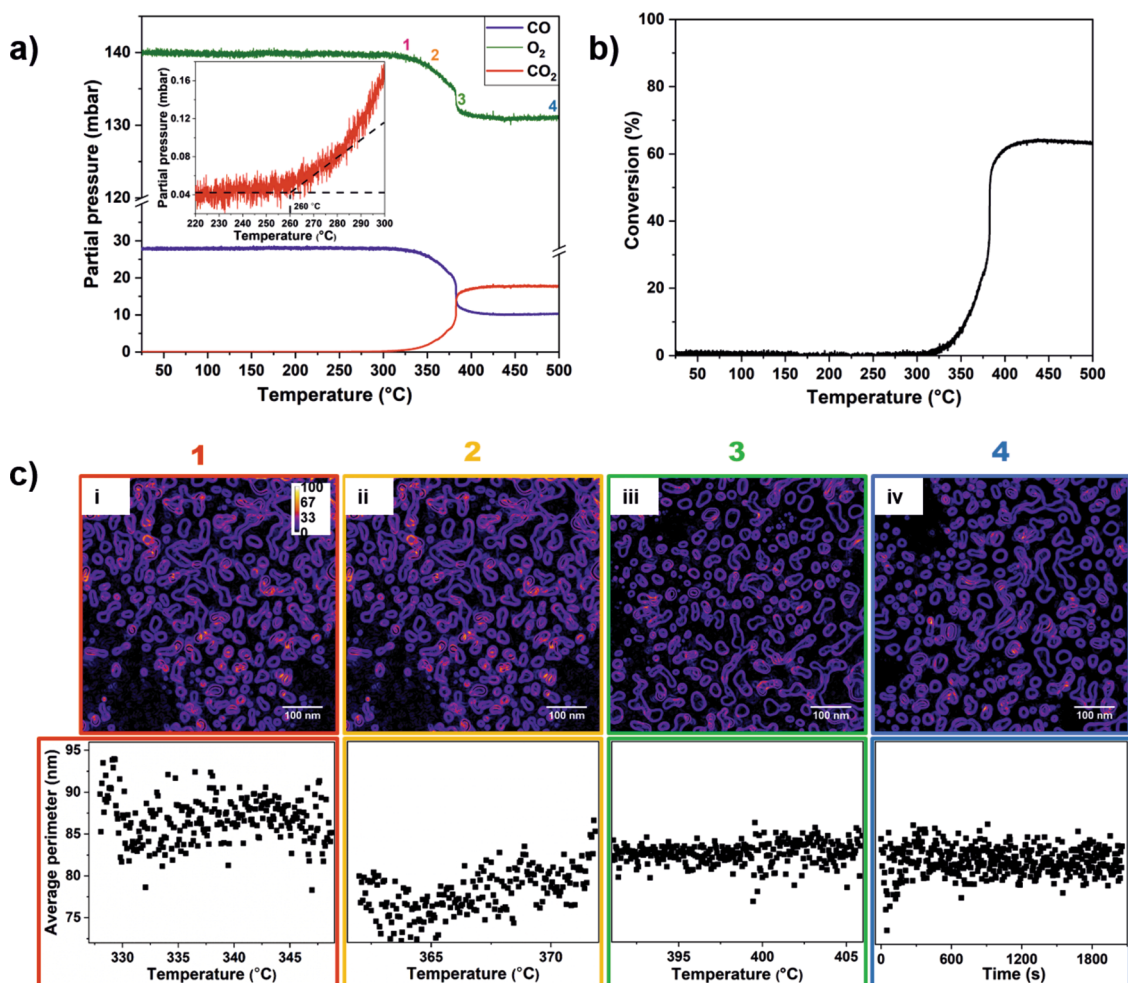 a)
Partial pressure (mbar)
140
130
120
30
20
10
0
1
2
3
4
CO
O₂
CO₂
Partial pressure (mbar)
0.16
0.12
0.08
0.04
260 °C
220 230 240 250 260 270 280 290 300
Temperature (°C)
50 100 150 200 250 300 350 400 450 500
Temperature (°C)
b)
Conversion (%)
100
80
60
40
20
0
50 100 150 200 250 300 350 400 450 500
Temperature (°C)
c)
1 2 3 4
i
100
67
33
0
100 nm
ii
100 nm
iii
100 nm
iv
100 nm
Average perimeter (nm)
95
90
85
80
75
330 335 340 345
Temperature (°C)
365 370
Temperature (°C)
395 400 405
Temperature (°C)
0 600 1200 1800
Time (s)